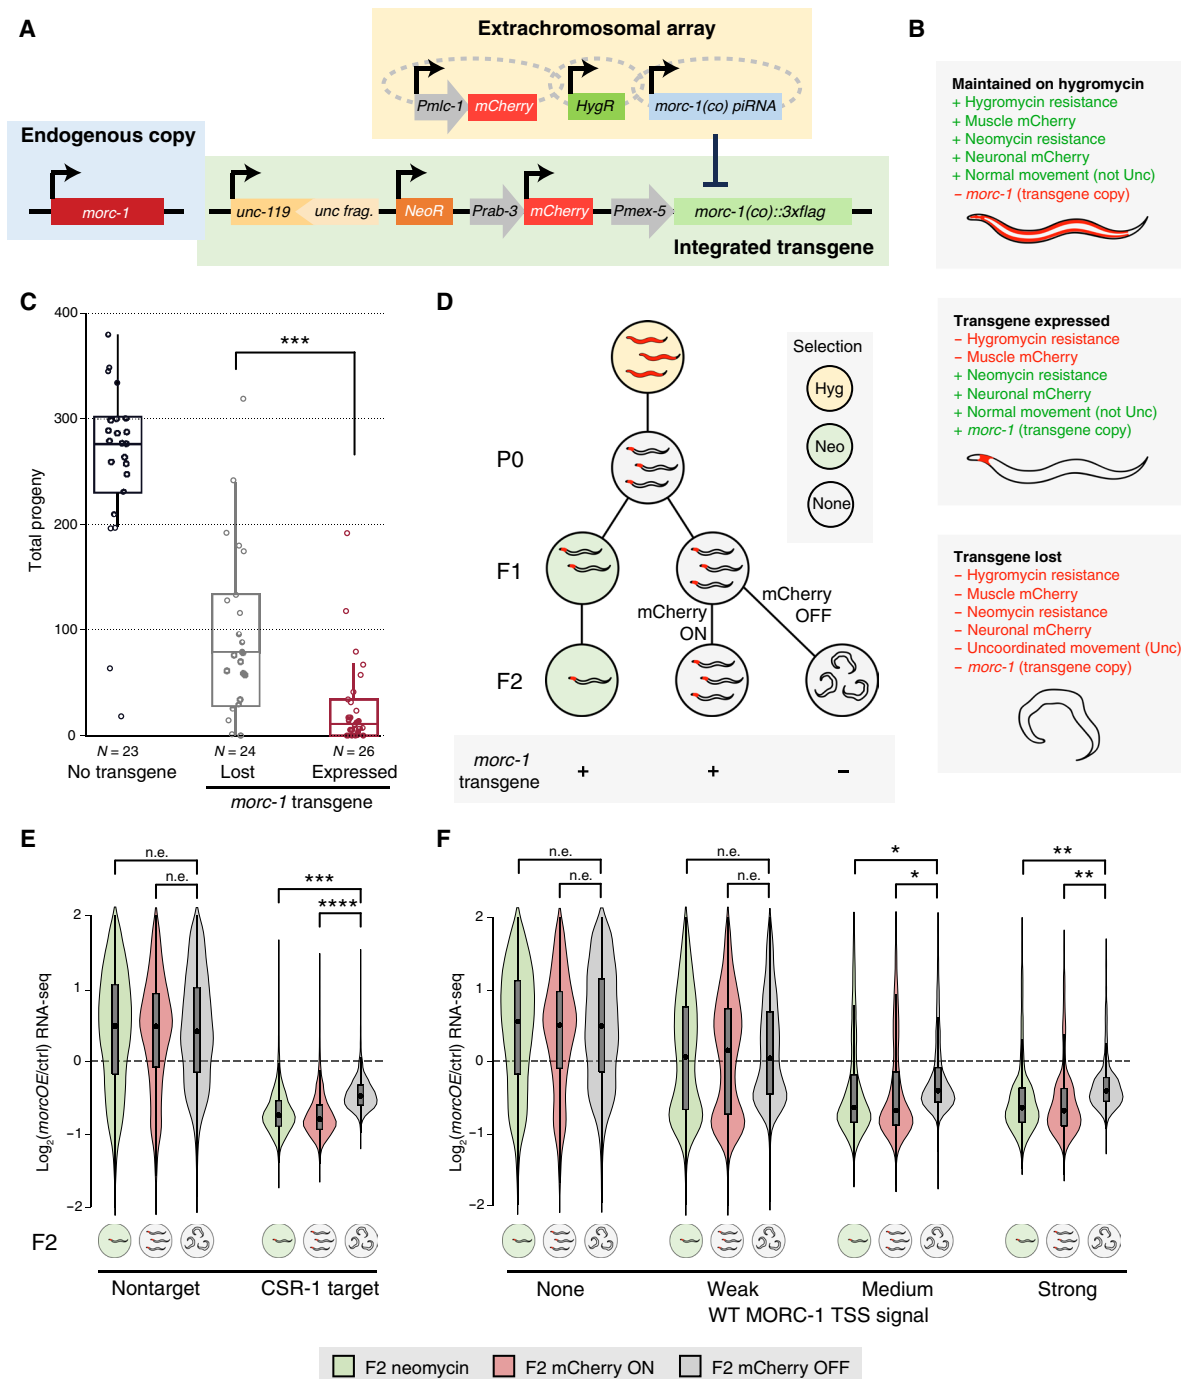 A
Extrachromosomal array
Pmlc-1
mCherry
HygR
morc-1(co) piRNA
Endogenous copy
morc-1
unc-119
unc frag.
NeoR
Prab-3
mCherry
Pmex-5
morc-1(co)::3xflag
Integrated transgene
B
Maintained on hygromycin
+ Hygromycin resistance
+ Muscle mCherry
+ Neomycin resistance
+ Neuronal mCherry
+ Normal movement (not Unc)
− morc-1 (transgene copy)
Transgene expressed
− Hygromycin resistance
− Muscle mCherry
+ Neomycin resistance
+ Neuronal mCherry
+ Normal movement (not Unc)
+ morc-1 (transgene copy)
Transgene lost
− Hygromycin resistance
− Muscle mCherry
− Neomycin resistance
− Neuronal mCherry
− Uncoordinated movement (Unc)
− morc-1 (transgene copy)
C
Total progeny
400
300
200
100
0
***
N = 23
N = 24
N = 26
No transgene
Lost
Expressed
morc-1 transgene
D
P0
F1
F2
mCherry
ON
mCherry
OFF
Selection
Hyg
Neo
None
morc-1
transgene
+
+
−
E
Log2(morcOE/ctrl) RNA-seq
2
1
0
−1
−2
n.e.
n.e.
***
****
F2
Nontarget
CSR-1 target
F
Log2(morcOE/ctrl) RNA-seq
2
1
0
−1
−2
n.e.
n.e.
n.e.
n.e.
*
*
**
**
None
Weak
Medium
Strong
WT MORC-1 TSS signal
F2 neomycin
F2 mCherry ON
F2 mCherry OFF